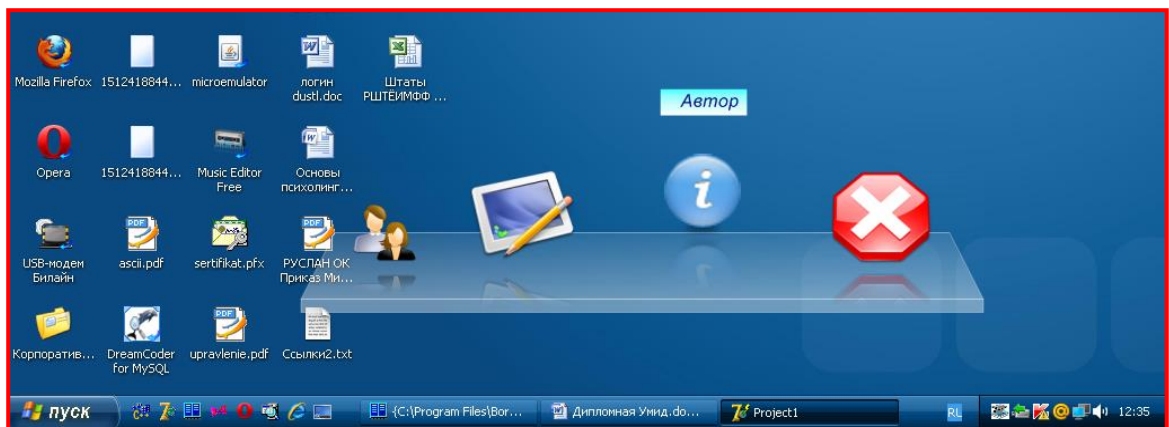 Mozilla Firefox
1512418844...
microemulator
логин
dustl.doc
Штаты
РШТЁИМФФ ...
Автор
Opera
1512418844...
Music Editor
Free
Основы
психолинг...
USB-модем
Билайн
ascii.pdf
sertifikat.pfx
РУСЛАН ОК
Приказ Ми...
Корпоратив...
DreamCoder
for MySQL
upravlenie.pdf
Ссылки2.txt
пуск
{C:\Program Files\Bor...
Дипломная Умид.do...
Project1
RL
12:35